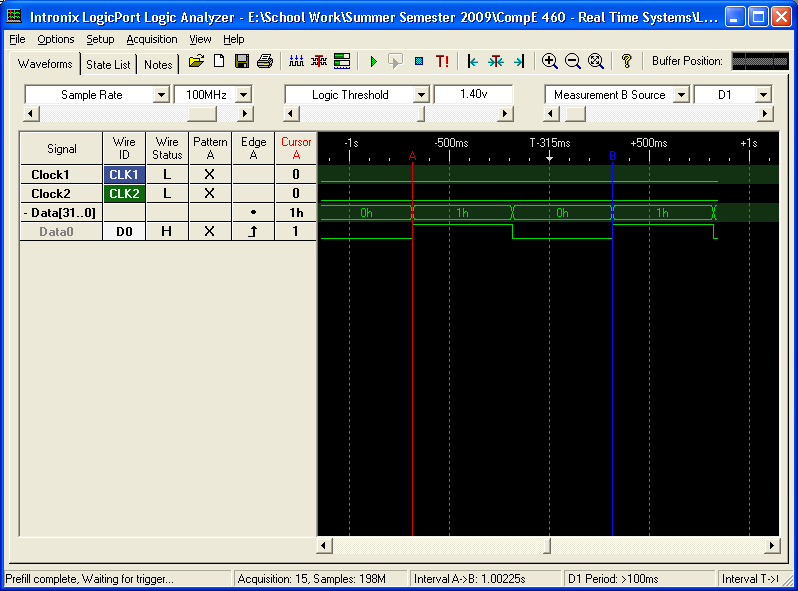 Intronix LogicPort Logic Analyzer - E:\School Work\Summer Semester 2009\CompE 460 - Real Time Systems\L...
File Options Setup Acquisition View Help
Waveforms State List Notes T! ? Buffer Position:
Sample Rate 100MHz Logic Threshold 1.40v Measurement B Source D1
Signal Wire ID Wire Status Pattern A Edge A Cursor A -1s -500ms T-315ms +500ms +1s
A B
Clock1 CLK1 L X 0
Clock2 CLK2 L X 0
- Data[31..0] • 1h 0h 1h 0h 1h
Data0 D0 H X 1
Prefill complete, Waiting for trigger... Acquisition: 15, Samples: 198M Interval A->B: 1.00225s D1 Period: >100ms Interval T->